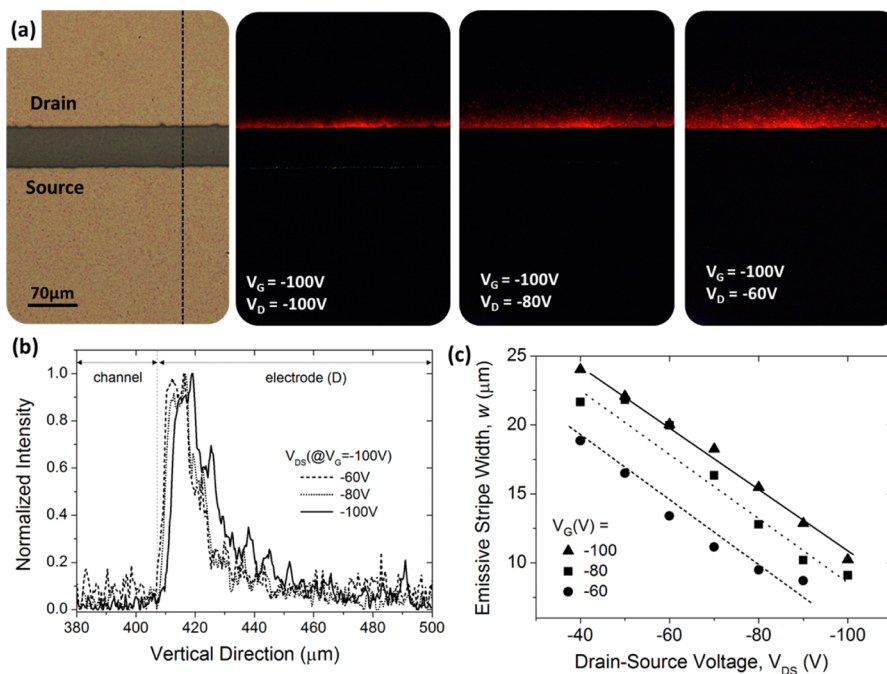 (a)
Drain
Source
70μm
V_G = -100V
V_D = -100V
V_G = -100V
V_D = -80V
V_G = -100V
V_D = -60V
(b)
channel
electrode (D)
V_DS(@V_G=-100V)
-60V
-80V
-100V
Normalized Intensity
1.0
0.8
0.6
0.4
0.2
0.0
380 400 420 440 460 480 500
Vertical Direction (μm)
(c)
Emissive Stripe Width, w (μm)
25
20
15
10
V_G(V) =
-100
-80
-60
-40 -60 -80 -100
Drain-Source Voltage, V_DS (V)